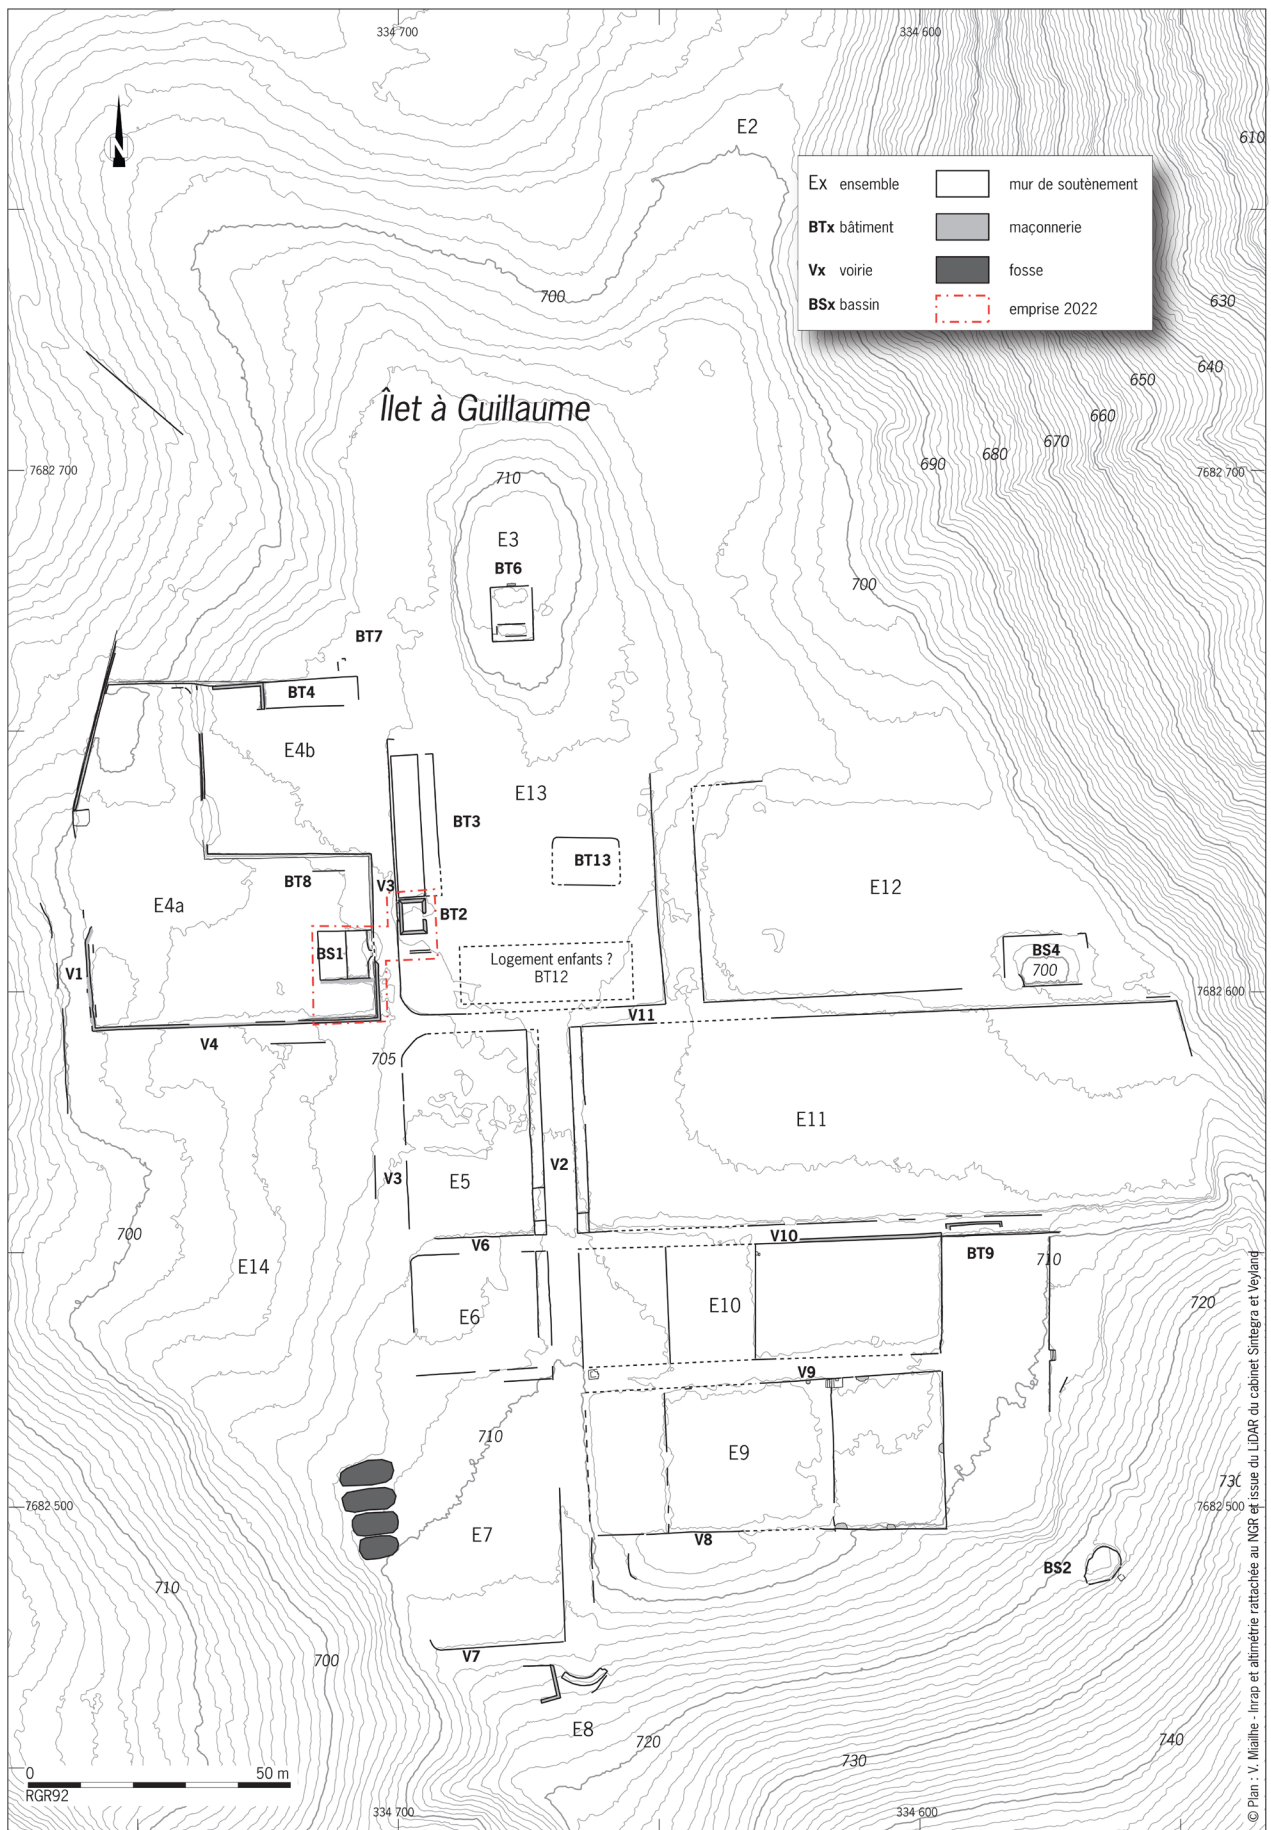 334 700
334 600
E2
610
N
Ex ensemble
mur de soutènement
BTx bâtiment
maçonnerie
Vx voirie
fosse
BSx bassin
emprise 2022
700
630
640
650
660
670
680
690
Îlet à Guillaume
7682 700
7682 700
710
E3
BT6
700
BT7
BT4
E4b
E13
BT3
BT13
BT8
V3
E12
E4a
BT2
BS1
Logement enfants ?
BT12
BS4
700
V1
7682 600
V11
V4
705
E11
V2
V3
E5
700
V6
V10
BT9
710
E14
E10
E6
720
V9
710
E9
730
7682 500
7682 500
E7
V8
BS2
710
700
V7
E8
720
740
730
0
50 m
RGR92
334 700
334 600
© Plan : V. Miailhe - Inrap et altimétrie rattachée au NGR et issue du LiDAR du cabinet Sintegra et Veyland